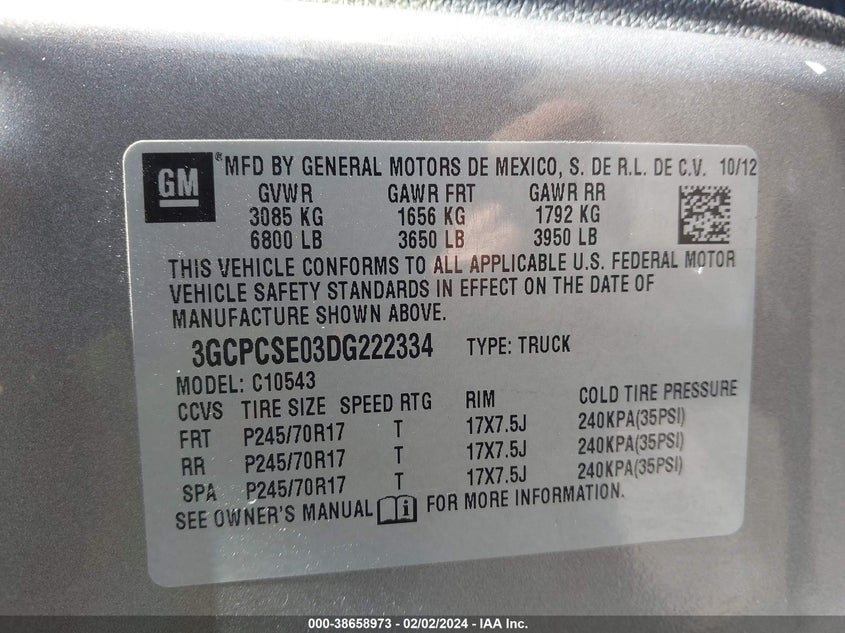 GM ® MFD BY GENERAL MOTORS DE MEXICO, S. DE R.L. DE C.V. 10/12
GVWR GAWR FRT GAWR RR
3085 KG 1656 KG 1792 KG
6800 LB 3650 LB 3950 LB
THIS VEHICLE CONFORMS TO ALL APPLICABLE U.S. FEDERAL MOTOR
VEHICLE SAFETY STANDARDS IN EFFECT ON THE DATE OF
MANUFACTURE SHOWN ABOVE.
3GCPCSE03DG222334 TYPE: TRUCK
MODEL: C10543
CCVS TIRE SIZE SPEED RTG RIM COLD TIRE PRESSURE
FRT P245/70R17 T 17X7.5J 240KPA(35PSI)
RR P245/70R17 T 17X7.5J 240KPA(35PSI)
SPA P245/70R17 T 17X7.5J 240KPA(35PSI)
SEE OWNER'S MANUAL i FOR MORE INFORMATION.
000-38658973 - 02/02/2024 - IAA Inc.